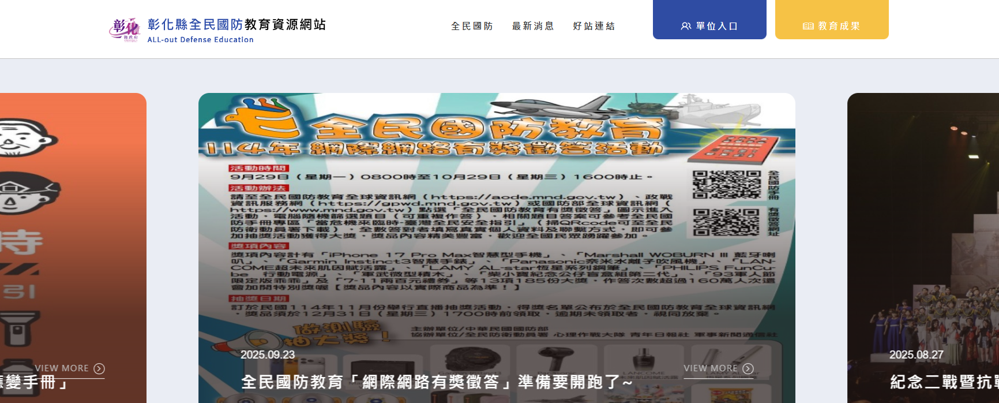 彰化縣政府
彰化縣全民國防教育資源網站
ALL-out Defense Education
全民國防
最新消息
好站連結
單位入口
教育成果
時
引
VIEW MORE
應變手冊」
全民國防教育
114年 網際網路有獎徵答活動
活動時間
9月29日(星期一)0800時至10月29日(星期三)1600時止。
活動辦法
請至全民國防教育全球資訊網(https://aode.mnd.gov.tw)、政戰
資訊服務網(https://gpwd.mnd.gov.tw)或國防部全球資訊網(
https://www.mnd.gov.tw)點選「全民國防教育有獎徵答」圖示進入
活動、電腦隨機篩選題目(可重複作答),相關題目答案可參考全民國
防手冊專區「當危機來臨時-臺灣全民安全指引」(掃QRcode可至全民
防衛動員署下載),全數答對者填寫真實個人資料及聯繫方式,即可參
加抽獎活動獲得大獎,獎品內容精美豐富,歡迎全國民眾踴躍參加。
全民國防手冊
有獎徵答網址
獎項內容
獎項內容計有「iPhone 17 Pro Max智慧型手機」、「Marshall WOBURN III 藍牙喇
叭」、「Garmin Instinct3智慧手錶」、「Panasonic奈米水離子吹風機」、「LAN-
COME超未來肌因賦活露」、「LAMY AL-star恆星系列鋼筆」、「PHILIPS FunCu-
be 行動電源」、「軍武微型積木」、「柴小寶紀念公仔盲盒組第二代」、「93軍人節
限定版乖乖」及「7-11兩百元禮券」等13項185份大獎,作答次數超過160萬人次還
會加開特別獎喔【獎品內容以實際商品為準!】
抽獎日期
訂於民國114年11月份舉行直播抽獎活動,得獎名單公布於全民國防教育全球資訊網
,獎品須於12月31日(星期三)1700時前領取,逾期未領取者,視同放棄。
做測驗
抽大獎!
主辦單位/中華民國國防部
協辦單位/全民防衛動員署 心理作戰大隊 青年日報社 軍事新聞通信社
LANCOME
2025.09.23
VIEW MORE
全民國防教育「網際網路有獎徵答」準備要開跑了~
2025.08.27
紀念二戰暨抗戰